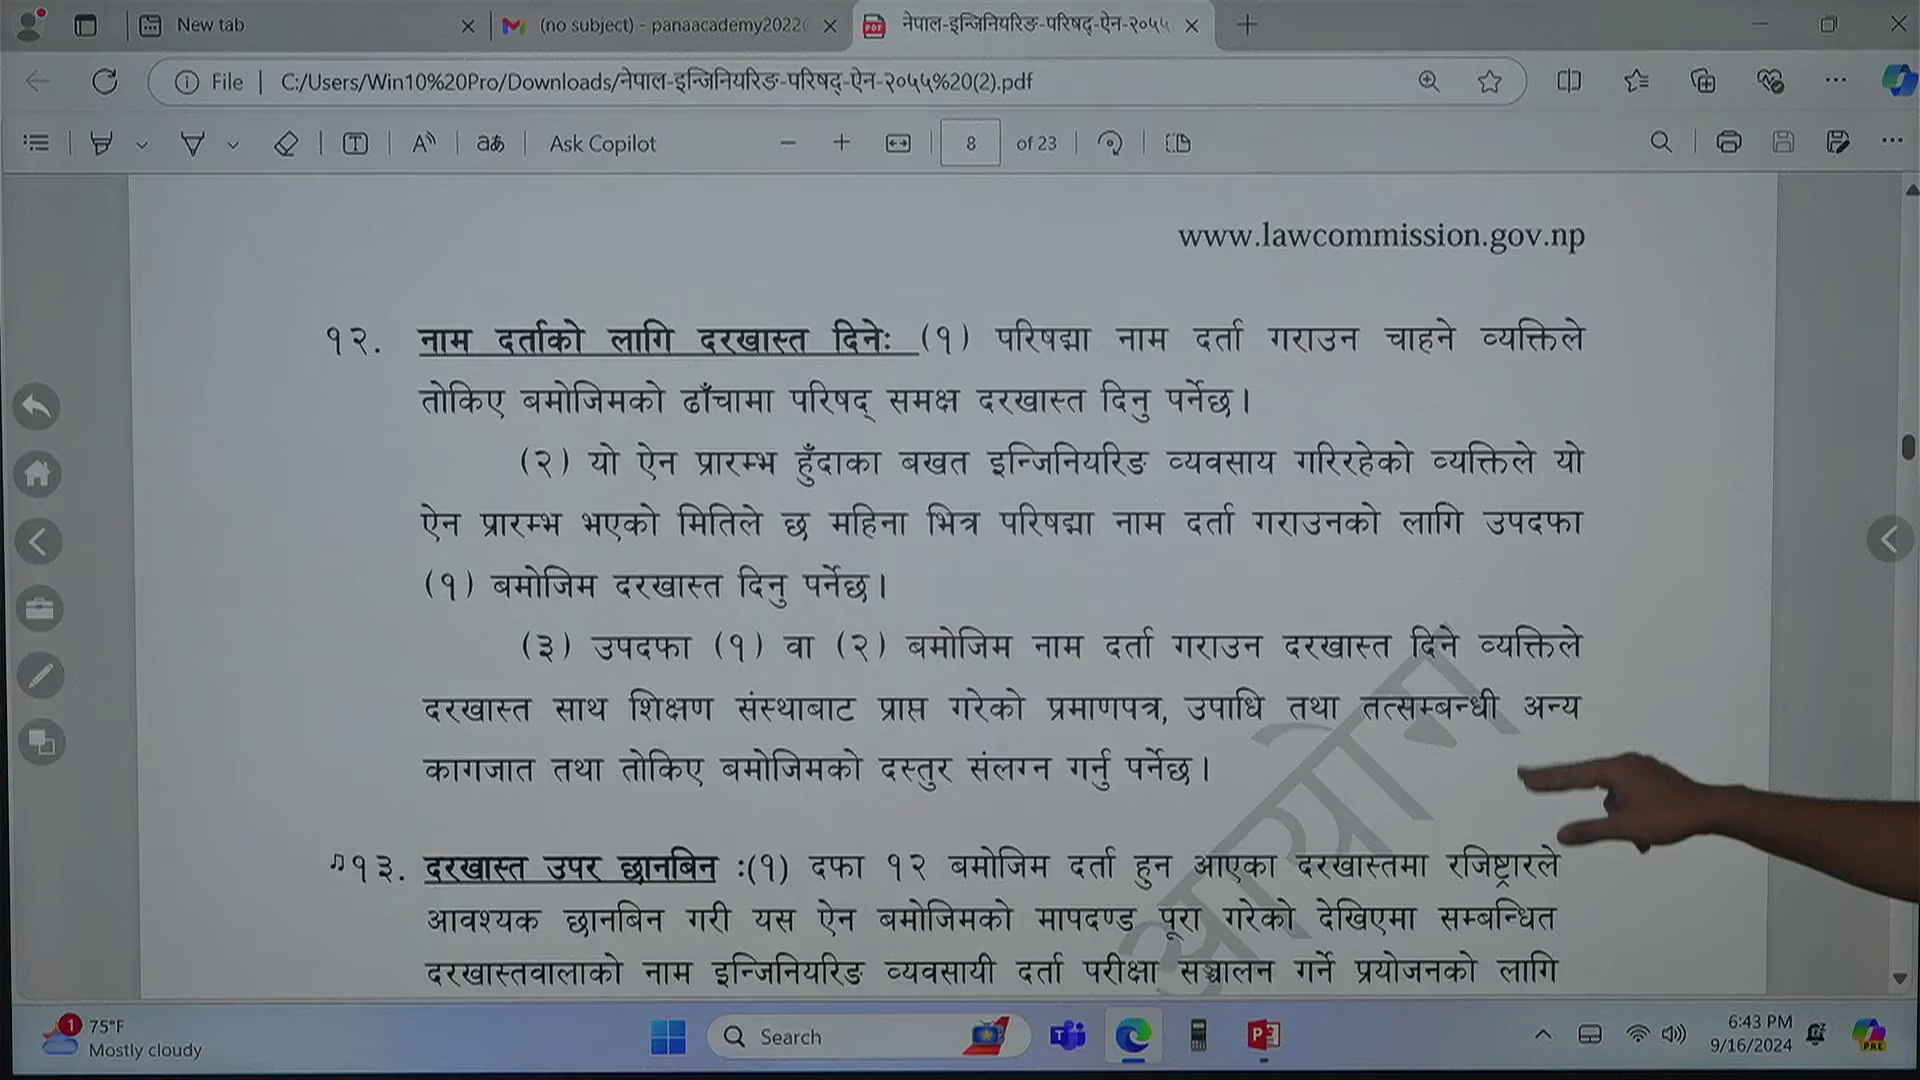 New tab
(no subject) - panaacademy2022
नेपाल-इन्जिनियरिङ-परिषद्-ऐन-२०५५
File
C:/Users/Win10%20Pro/Downloads/नेपाल-इन्जिनियरिङ-परिषद्-ऐन-२०५५%20(2).pdf
Ask Copilot
8 of 23
www.lawcommission.gov.np
१२. नाम दर्ताको लागि दरखास्त दिनेः (१) परिषद्मा नाम दर्ता गराउन चाहने व्यक्तिले
तोकिए बमोजिमको ढाँचामा परिषद् समक्ष दरखास्त दिनु पर्नेछ।
(२) यो ऐन प्रारम्भ हुँदाका बखत इन्जिनियरिङ व्यवसाय गरिरहेको व्यक्तिले यो
ऐन प्रारम्भ भएको मितिले छ महिना भित्र परिषद्मा नाम दर्ता गराउनको लागि उपदफा
(१) बमोजिम दरखास्त दिनु पर्नेछ।
(३) उपदफा (१) वा (२) बमोजिम नाम दर्ता गराउन दरखास्त दिने व्यक्तिले
दरखास्त साथ शिक्षण संस्थाबाट प्राप्त गरेको प्रमाणपत्र, उपाधि तथा तत्सम्बन्धी अन्य
कागजात तथा तोकिए बमोजिमको दस्तुर संलग्न गर्नु पर्नेछ।
♫१३. दरखास्त उपर छानबिन ः(१) दफा १२ बमोजिम दर्ता हुन आएका दरखास्तमा रजिष्ट्रारले
आवश्यक छानबिन गरी यस ऐन बमोजिमको मापदण्ड पूरा गरेको देखिएमा सम्बन्धित
दरखास्तवालाको नाम इन्जिनियरिङ व्यवसायी दर्ता परीक्षा सञ्चालन गर्ने प्रयोजनको लागि
आयोग
1
75°F
Mostly cloudy
Search
6:43 PM
9/16/2024